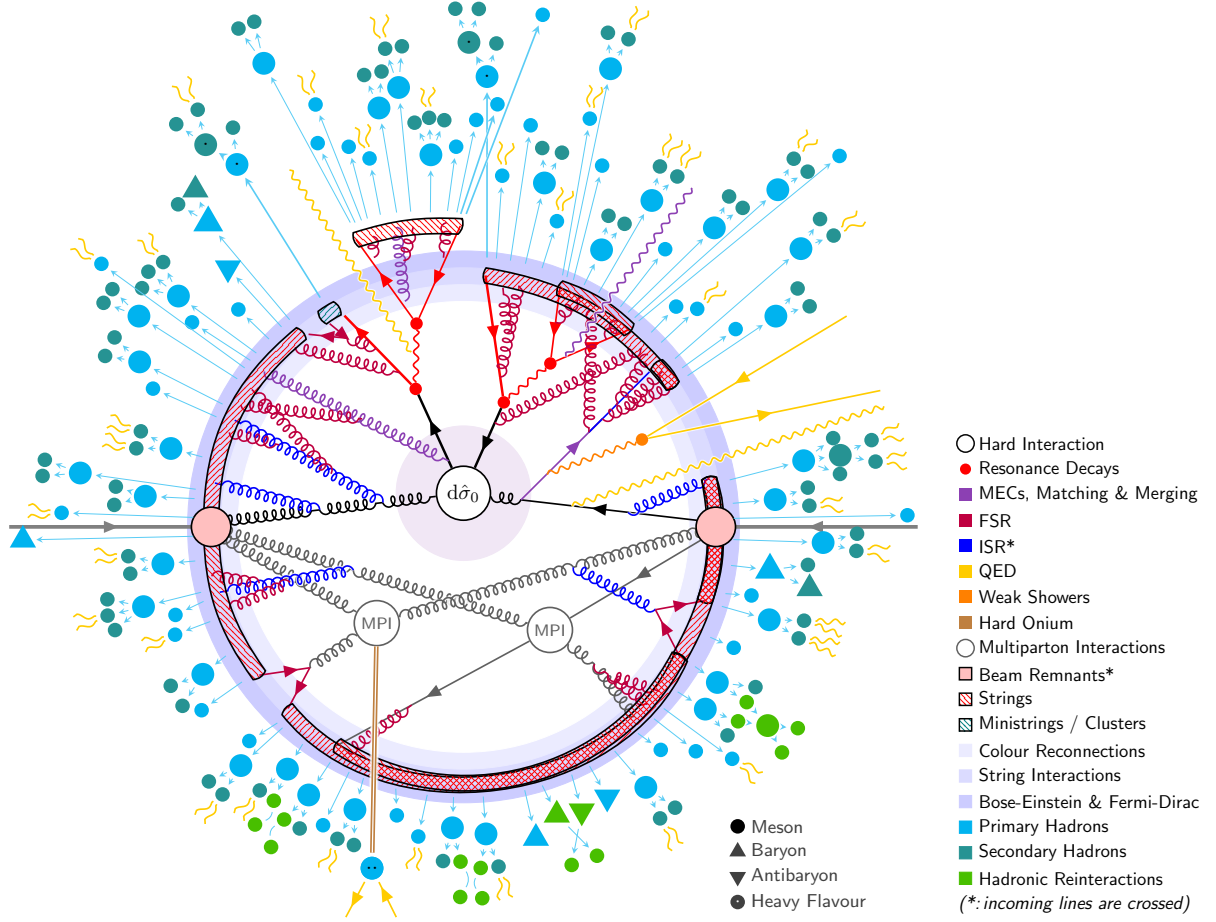 dσ̂₀
MPI
MPI
Hard Interaction
Resonance Decays
MECs, Matching & Merging
FSR
ISR*
QED
Weak Showers
Hard Onium
Multiparton Interactions
Beam Remnants*
Strings
Ministrings / Clusters
Colour Reconnections
String Interactions
Bose-Einstein & Fermi-Dirac
Primary Hadrons
Secondary Hadrons
Hadronic Reinteractions
(*: incoming lines are crossed)
Meson
Baryon
Antibaryon
Heavy Flavour